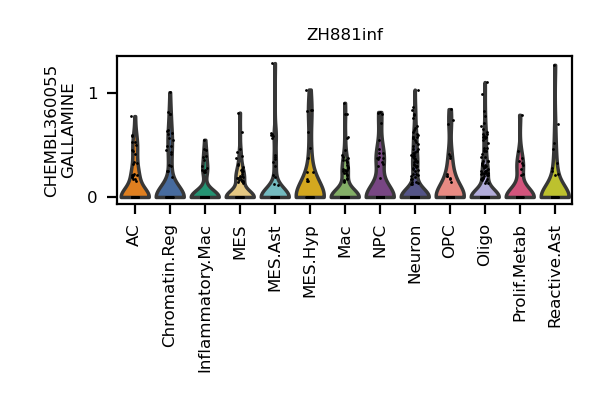 ZH881inf
CHEMBL360055
GALLAMINE
1
0
AC
Chromatin.Reg
Inflammatory.Mac
MES
MES.Ast
MES.Hyp
Mac
NPC
Neuron
OPC
Oligo
Prolif.Metab
Reactive.Ast